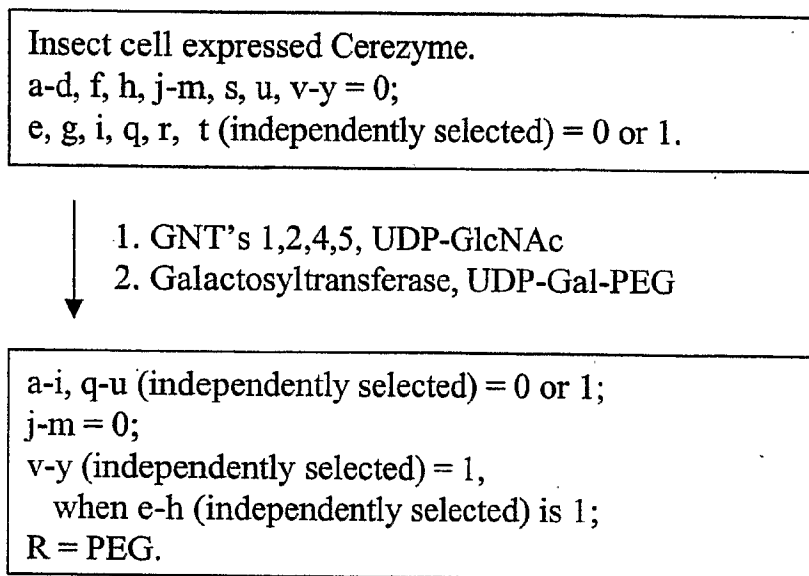 Insect cell expressed Cerezyme.
a-d, f, h, j-m, s, u, v-y = 0;
e, g, i, q, r, t (independently selected) = 0 or 1.
1. GNT's 1,2,4,5, UDP-GlcNAc
2. Galactosyltransferase, UDP-Gal-PEG
a-i, q-u (independently selected) = 0 or 1;
j-m = 0;
v-y (independently selected) = 1,
when e-h (independently selected) is 1;
R = PEG.